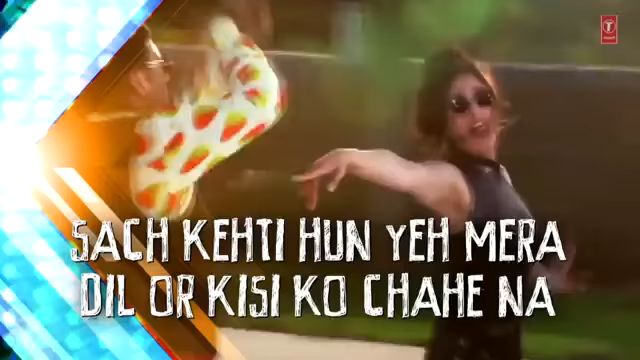 SACH KEHTI HUN YEH MERA
DIL OR KISI KO CHAHE NA